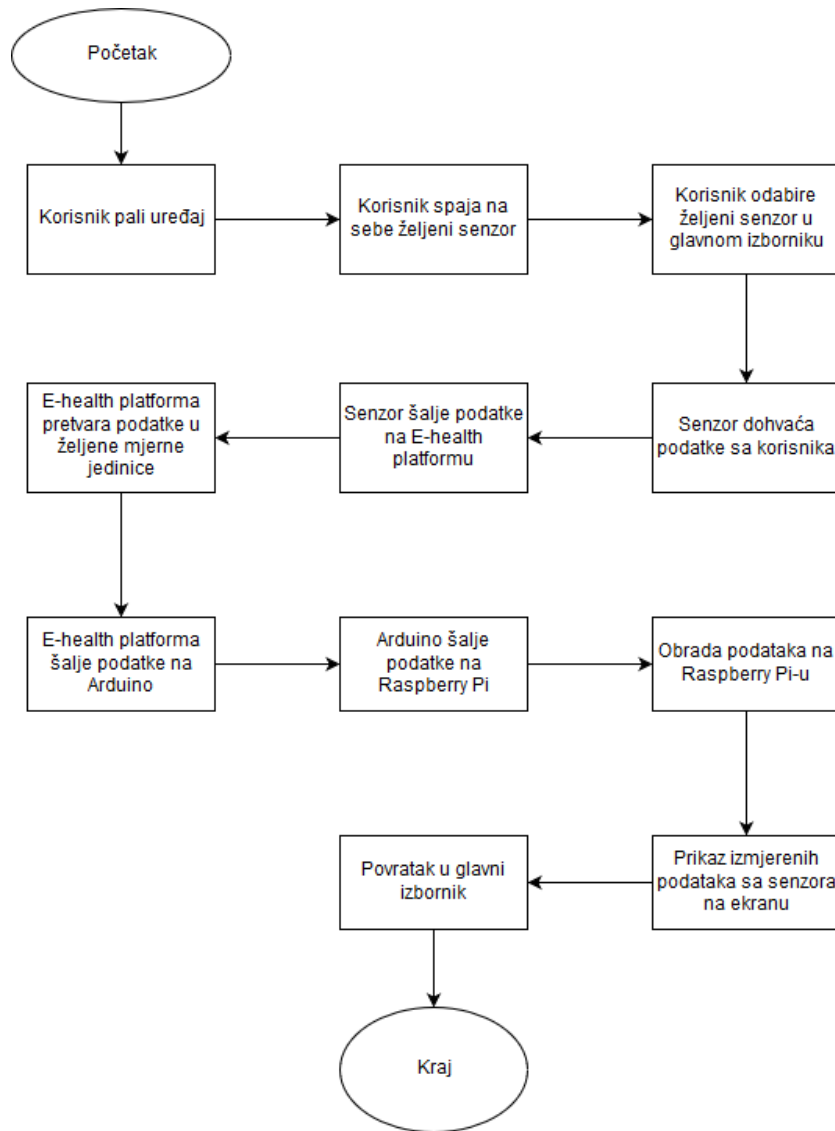 Početak
Korisnik pali uređaj
Korisnik spaja na
sebe željeni senzor
Korisnik odabire
željeni senzor u
glavnom izborniku
Senzor dohvaća
podatke sa korisnika
Senzor šalje podatke
na E-health
platformu
E-health platforma
pretvara podatke u
željene mjerne
jedinice
E-health platforma
šalje podatke na
Arduino
Arduino šalje
podatke na
Raspberry Pi
Obrada podataka na
Raspberry Pi-u
Prikaz izmjerenih
podataka sa senzora
na ekranu
Povratak u glavni
izbornik
Kraj